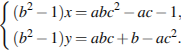 (b² − 1)x = abc² − ac − 1,
(b² − 1)y = abc + b − ac².